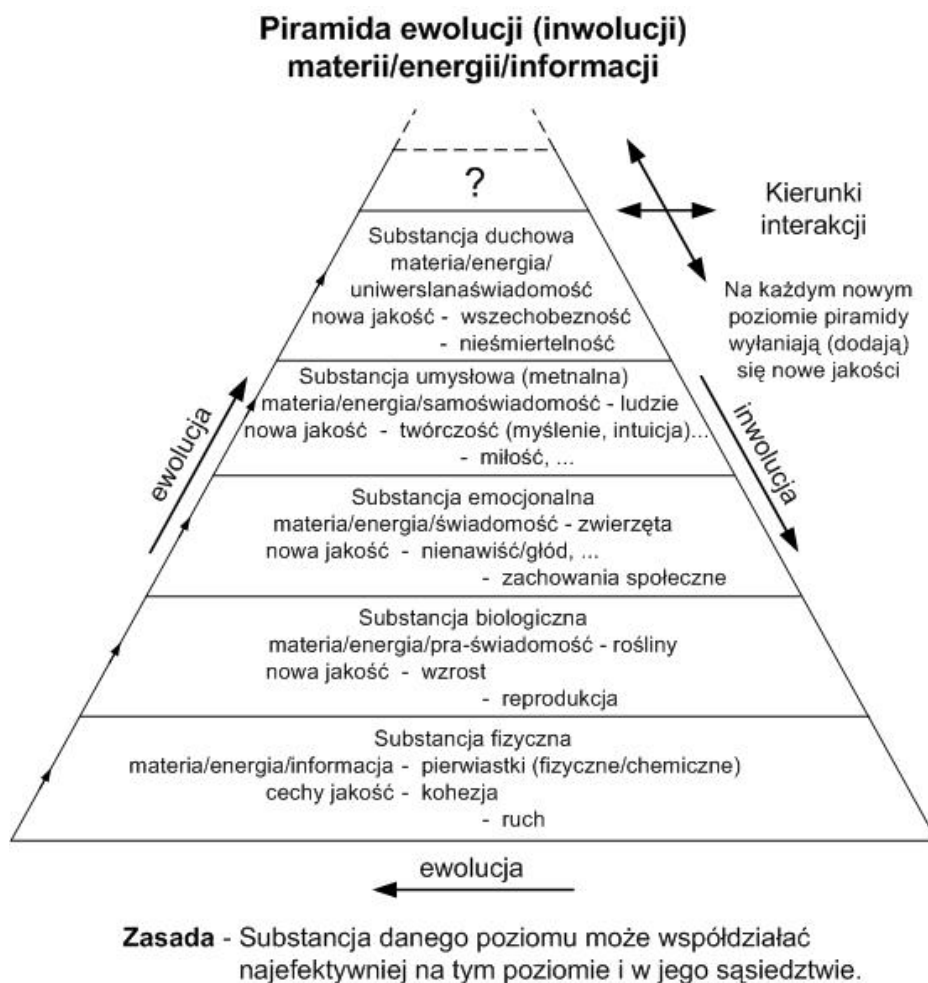 Piramida ewolucji (inwolucji)
materii/energii/informacji
?
Kierunki
interakcji
Na każdym nowym
poziomie piramidy
wyłaniają (dodają)
się nowe jakości
Substancja duchowa
materia/energia/
uniwerslanaświadomość
nowa jakość - wszechobezność
- nieśmiertelność
Substancja umysłowa (metnalna)
materia/energia/samoświadomość - ludzie
nowa jakość - twórczość (myślenie, intuicja)...
- miłość, ...
ewolucja
inwolucja
Substancja emocjonalna
materia/energia/świadomość - zwierzęta
nowa jakość - nienawiść/głód, ...
- zachowania społeczne
Substancja biologiczna
materia/energia/pra-świadomość - rośliny
nowa jakość - wzrost
- reprodukcja
Substancja fizyczna
materia/energia/informacja - pierwiastki (fizyczne/chemiczne)
cechy jakość - kohezja
- ruch
ewolucja
Zasada - Substancja danego poziomu może współdziałać
najefektywniej na tym poziomie i w jego sąsiedztwie.